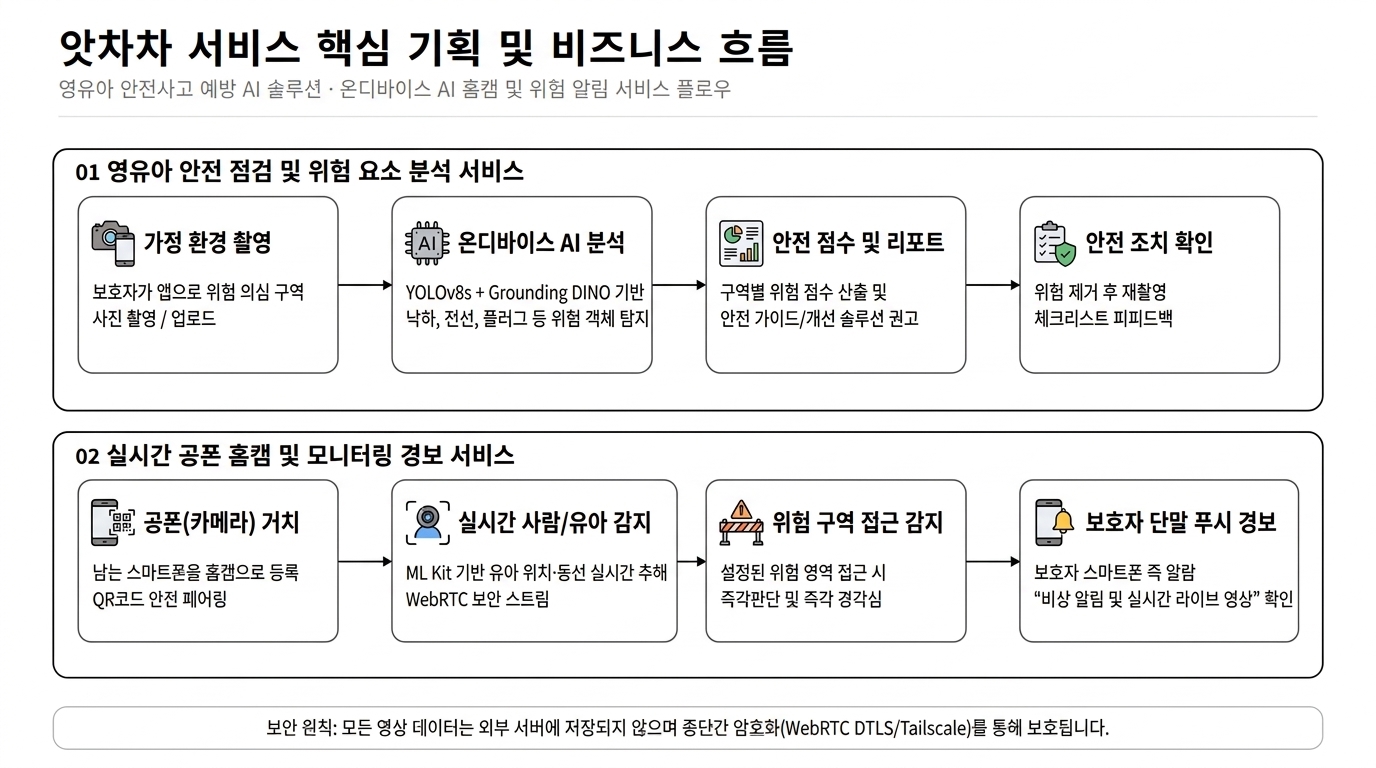 앗차차 서비스 핵심 기획 및 비즈니스 흐름
영유아 안전사고 예방 AI 솔루션 · 온디바이스 AI 홈캠 및 위험 알림 서비스 플로우
01 영유아 안전 점검 및 위험 요소 분석 서비스
가정 환경 촬영
보호자가 앱으로 위험 의심 구역
사진 촬영 / 업로드
AI
온디바이스 AI 분석
YOLOv8s + Grounding DINO 기반
낙하, 전선, 플러그 등 위험 객체 탐지
안전 점수 및 리포트
구역별 위험 점수 산출 및
안전 가이드/개선 솔루션 권고
안전 조치 확인
위험 제거 후 재촬영
체크리스트 피피드백
02 실시간 공폰 홈캠 및 모니터링 경보 서비스
공폰(카메라) 거치
남는 스마트폰을 홈캡으로 등록
QR코드 안전 페어링
실시간 사람/유아 감지
ML Kit 기반 유아 위치·동선 실시간 추해
WebRTC 보안 스트림
위험 구역 접근 감지
설정된 위험 영역 접근 시
즉각판단 및 즉각 경각심
보호자 단말 푸시 경보
보호자 스마트폰 즉 알람
“비상 알림 및 실시간 라이브 영상” 확인
보안 원칙: 모든 영상 데이터는 외부 서버에 저장되지 않으며 종단간 암호화(WebRTC DTLS/Tailscale)를 통해 보호됩니다.